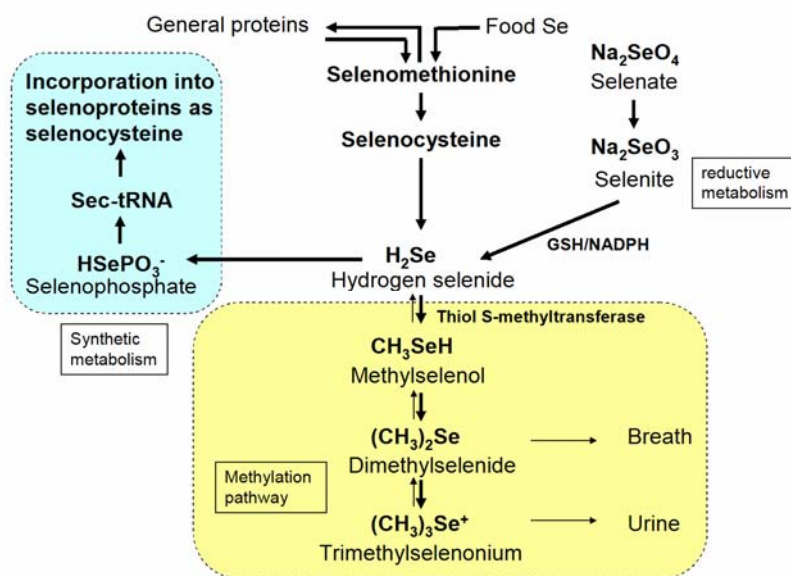 General proteins
Food Se
Selenomethionine
Selenocysteine
Na₂SeO₄
Selenate
Na₂SeO₃
Selenite
reductive
metabolism
GSH/NADPH
Incorporation into
selenoproteins as
selenocysteine
Sec-tRNA
HSePO₃⁻
Selenophosphate
Synthetic
metabolism
H₂Se
Hydrogen selenide
Thiol S-methyltransferase
CH₃SeH
Methylselenol
(CH₃)₂Se
Dimethylselenide
Breath
Methylation
pathway
(CH₃)₃Se⁺
Trimethylselenonium
Urine